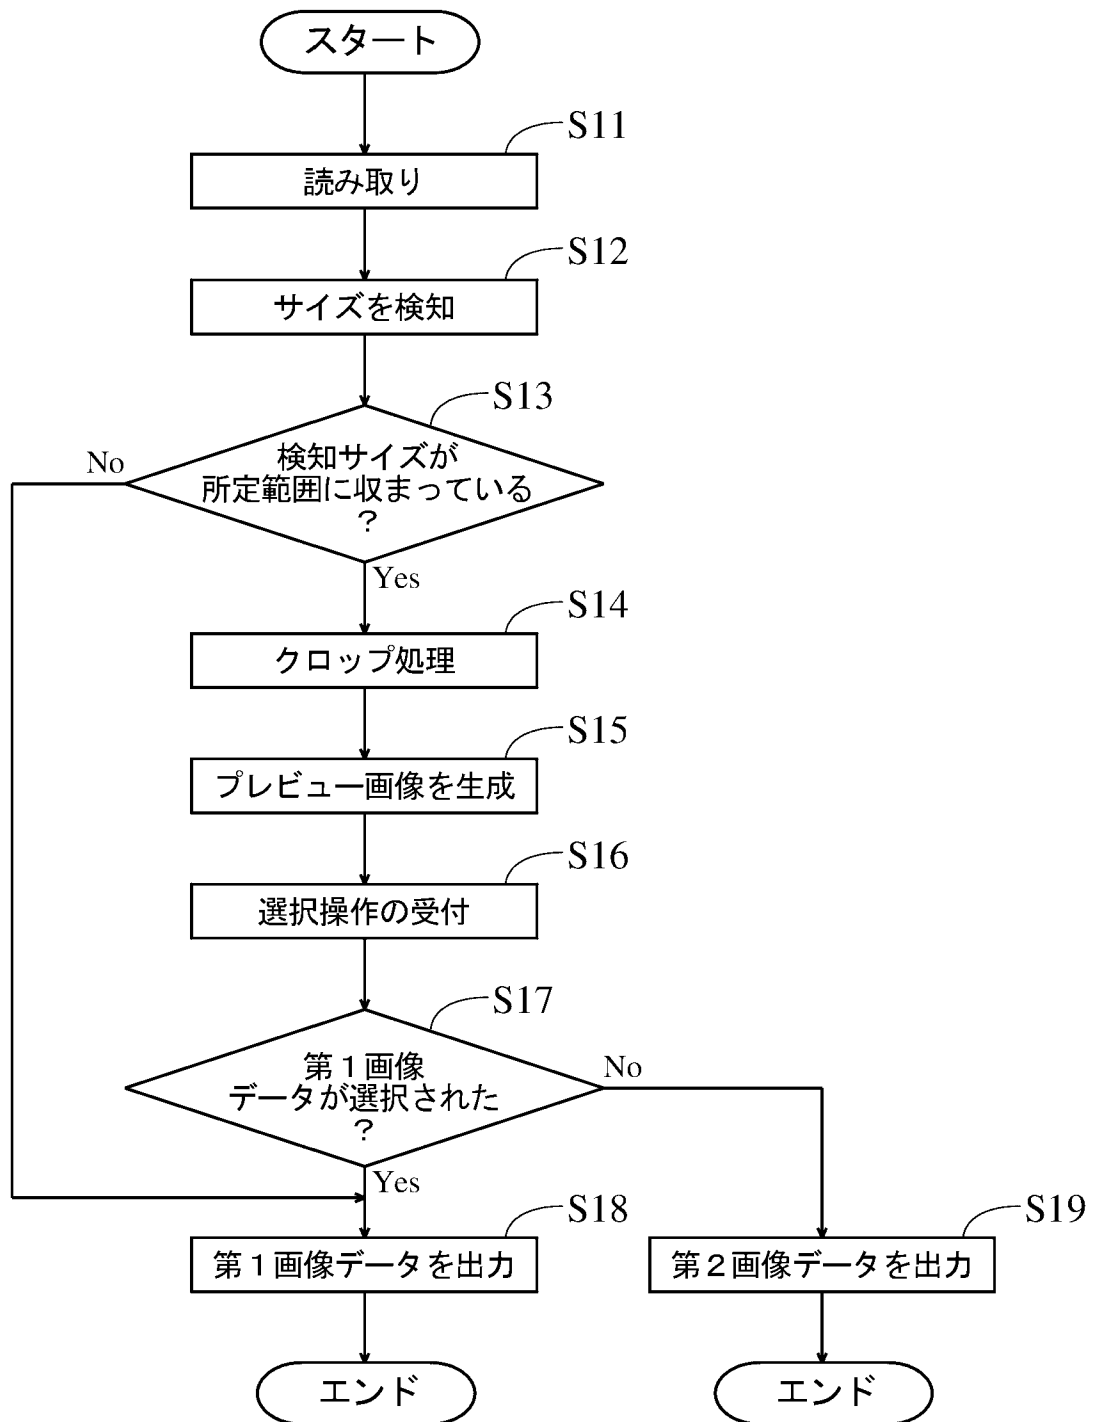 スタート
S11
読み取り
S12
サイズを検知
S13
検知サイズが
所定範囲に収まっている
?
No
Yes
S14
クロップ処理
S15
プレビュー画像を生成
S16
選択操作の受付
S17
第１画像
データが選択された
?
No
Yes
S18
第１画像データを出力
S19
第２画像データを出力
エンド
エンド